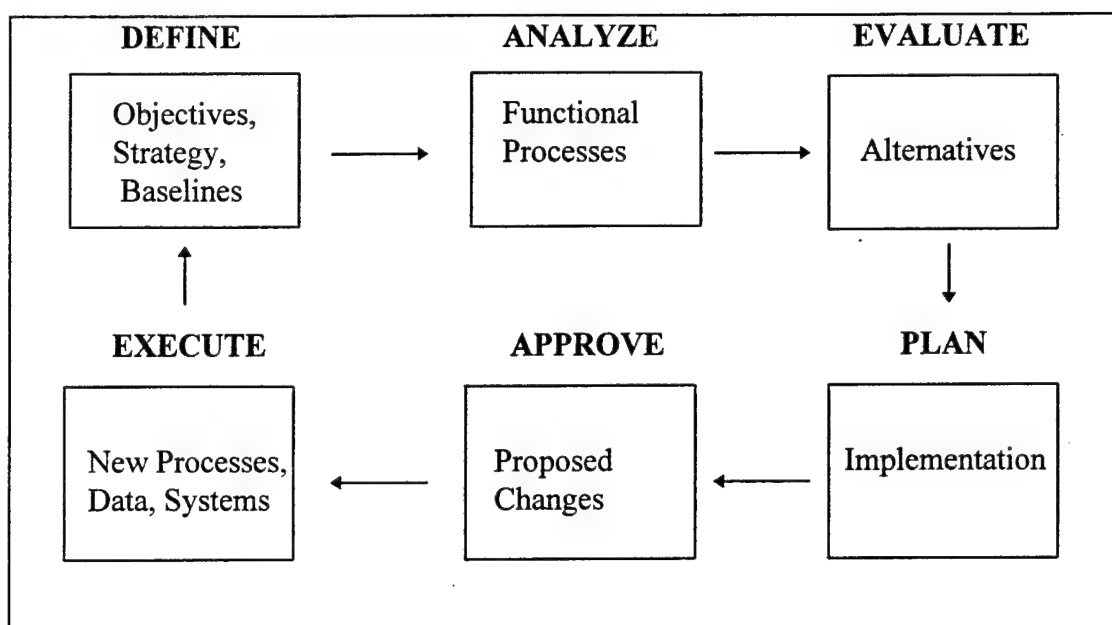 DEFINE
Objectives,
Strategy,
Baselines
ANALYZE
Functional
Processes
EVALUATE
Alternatives
PLAN
Implementation
APPROVE
Proposed
Changes
EXECUTE
New Processes,
Data, Systems